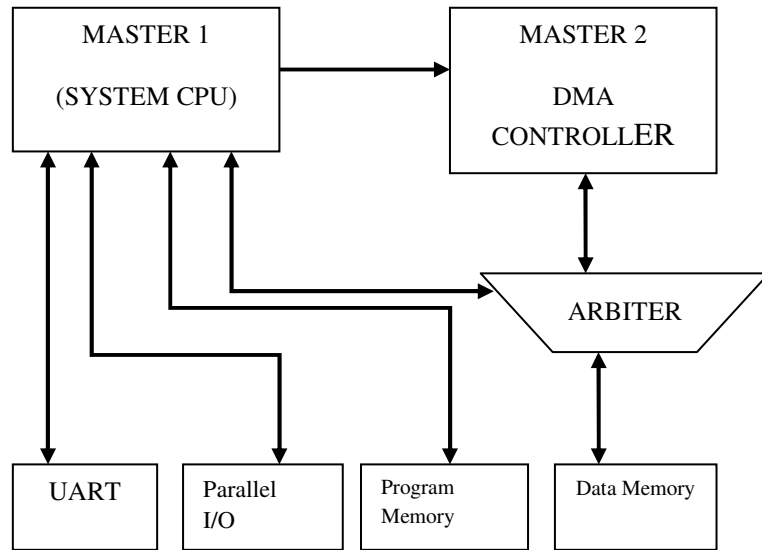 MASTER 1
(SYSTEM CPU)
MASTER 2
DMA
CONTROLLER
ARBITER
UART
Parallel
I/O
Program
Memory
Data Memory